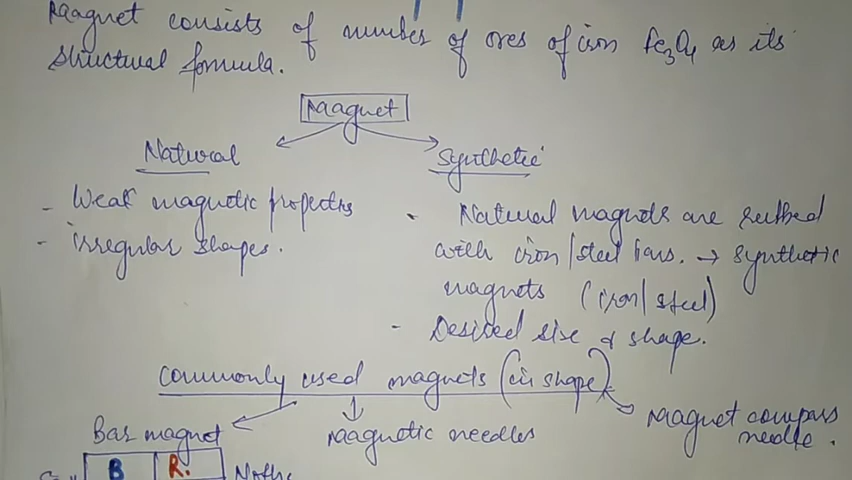 Magnet consists of number of ores of iron Fe3O4 as its
structural formula.
Magnet
Natural
Synthetic
- Weak magnetic properties
- irregular shapes.
Natural magnets are rubbed
with iron/steel bars. → synthetic
magnets (iron/steel)
- Desired size & shape.
Commonly used magnets (in shape)
Bar magnet
Magnetic needles
Magnet compass
needle.
B R.